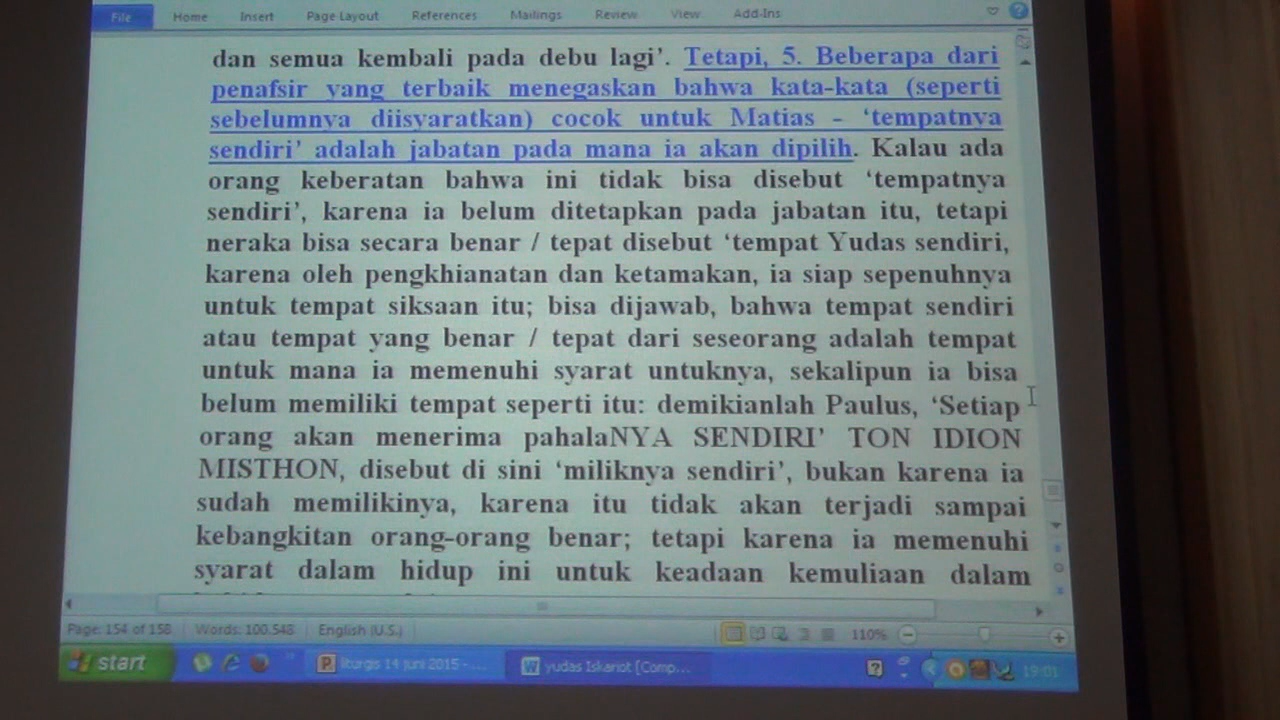 File Home Insert Page Layout References Mailings Review View Add-Ins
dan semua kembali pada debu lagi’. Tetapi, 5. Beberapa dari
penafsir yang terbaik menegaskan bahwa kata-kata (seperti
sebelumnya diisyaratkan) cocok untuk Matias - ‘tempatnya
sendiri’ adalah jabatan pada mana ia akan dipilih. Kalau ada
orang keberatan bahwa ini tidak bisa disebut ‘tempatnya
sendiri’, karena ia belum ditetapkan pada jabatan itu, tetapi
neraka bisa secara benar / tepat disebut ‘tempat Yudas sendiri,
karena oleh pengkhianatan dan ketamakan, ia siap sepenuhnya
untuk tempat siksaan itu; bisa dijawab, bahwa tempat sendiri
atau tempat yang benar / tepat dari seseorang adalah tempat
untuk mana ia memenuhi syarat untuknya, sekalipun ia bisa
belum memiliki tempat seperti itu: demikianlah Paulus, ‘Setiap
orang akan menerima pahalaNYA SENDIRI’ TON IDION
MISTHON, disebut di sini ‘miliknya sendiri’, bukan karena ia
sudah memilikinya, karena itu tidak akan terjadi sampai
kebangkitan orang-orang benar; tetapi karena ia memenuhi
syarat dalam hidup ini untuk keadaan kemuliaan dalam
Page: 154 of 158 Words: 100.548 English (U.S.) 110%
start liturgis 14 juni 2015 -... yudas Iskariot [Comp... 19:01